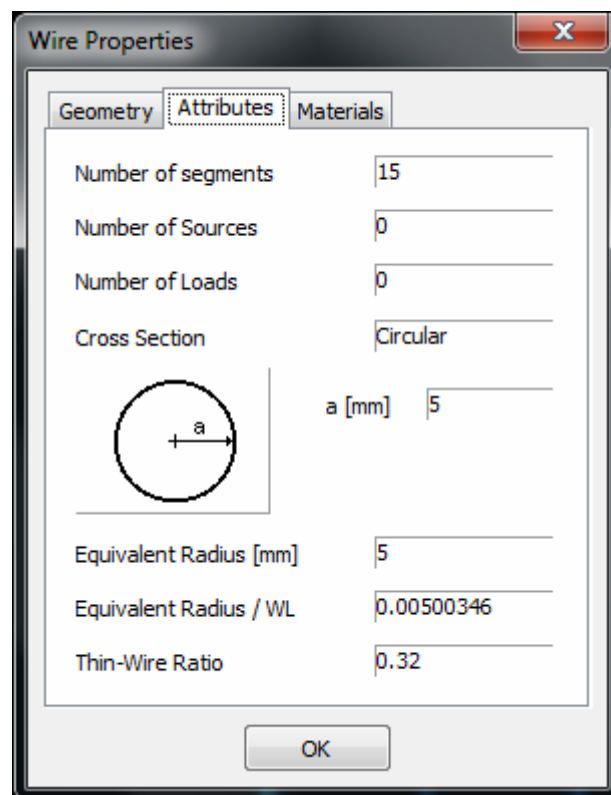 Wire Properties
Geometry Attributes Materials
Number of segments 15
Number of Sources 0
Number of Loads 0
Cross Section Circular
a a [mm] 5
Equivalent Radius [mm] 5
Equivalent Radius / WL 0.00500346
Thin-Wire Ratio 0.32
OK